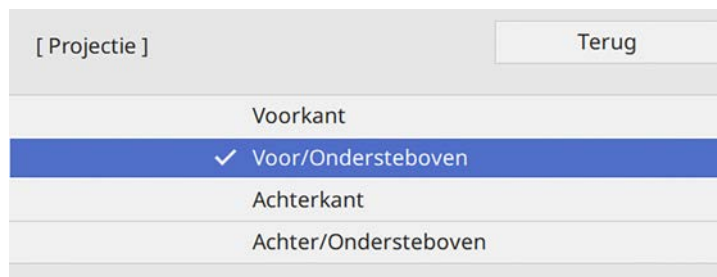 [ Projectie ]
Terug
Voorkant
Voor/Ondersteboven
Achterkant
Achter/Ondersteboven